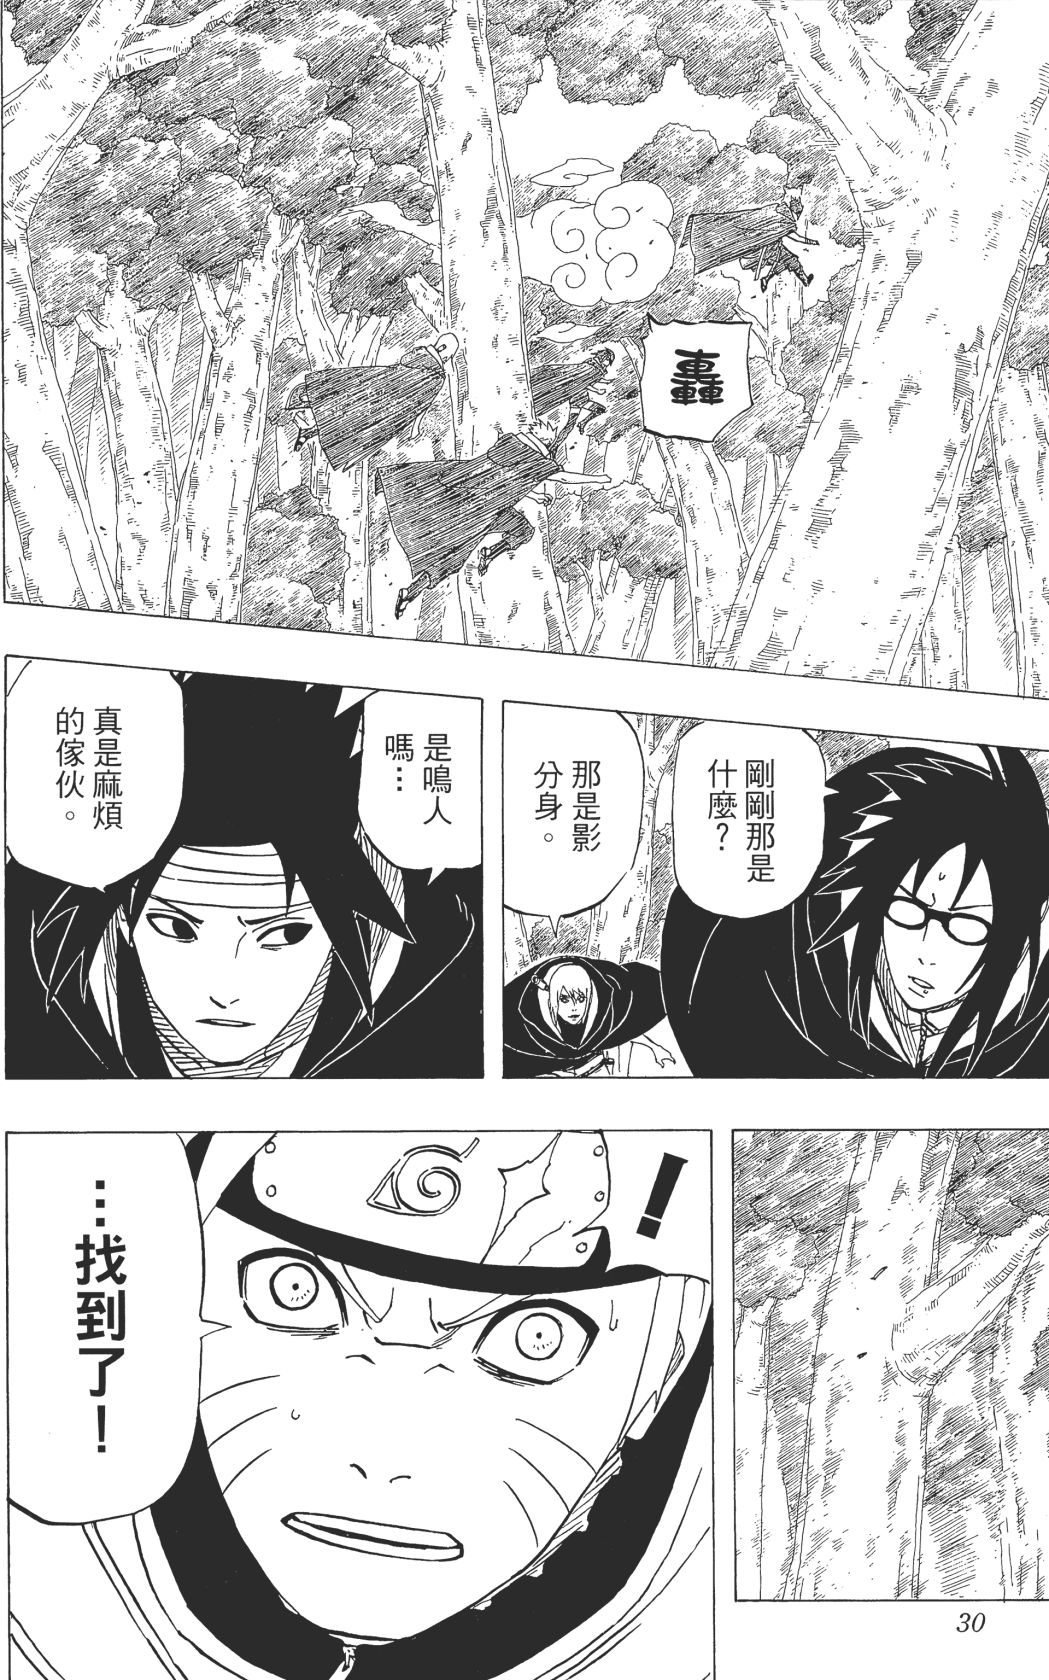 轟
剛剛那是
什麼？
那是影
分身。
是鳴人
嗎…
真是麻煩
的傢伙。
！
…找到了！
30